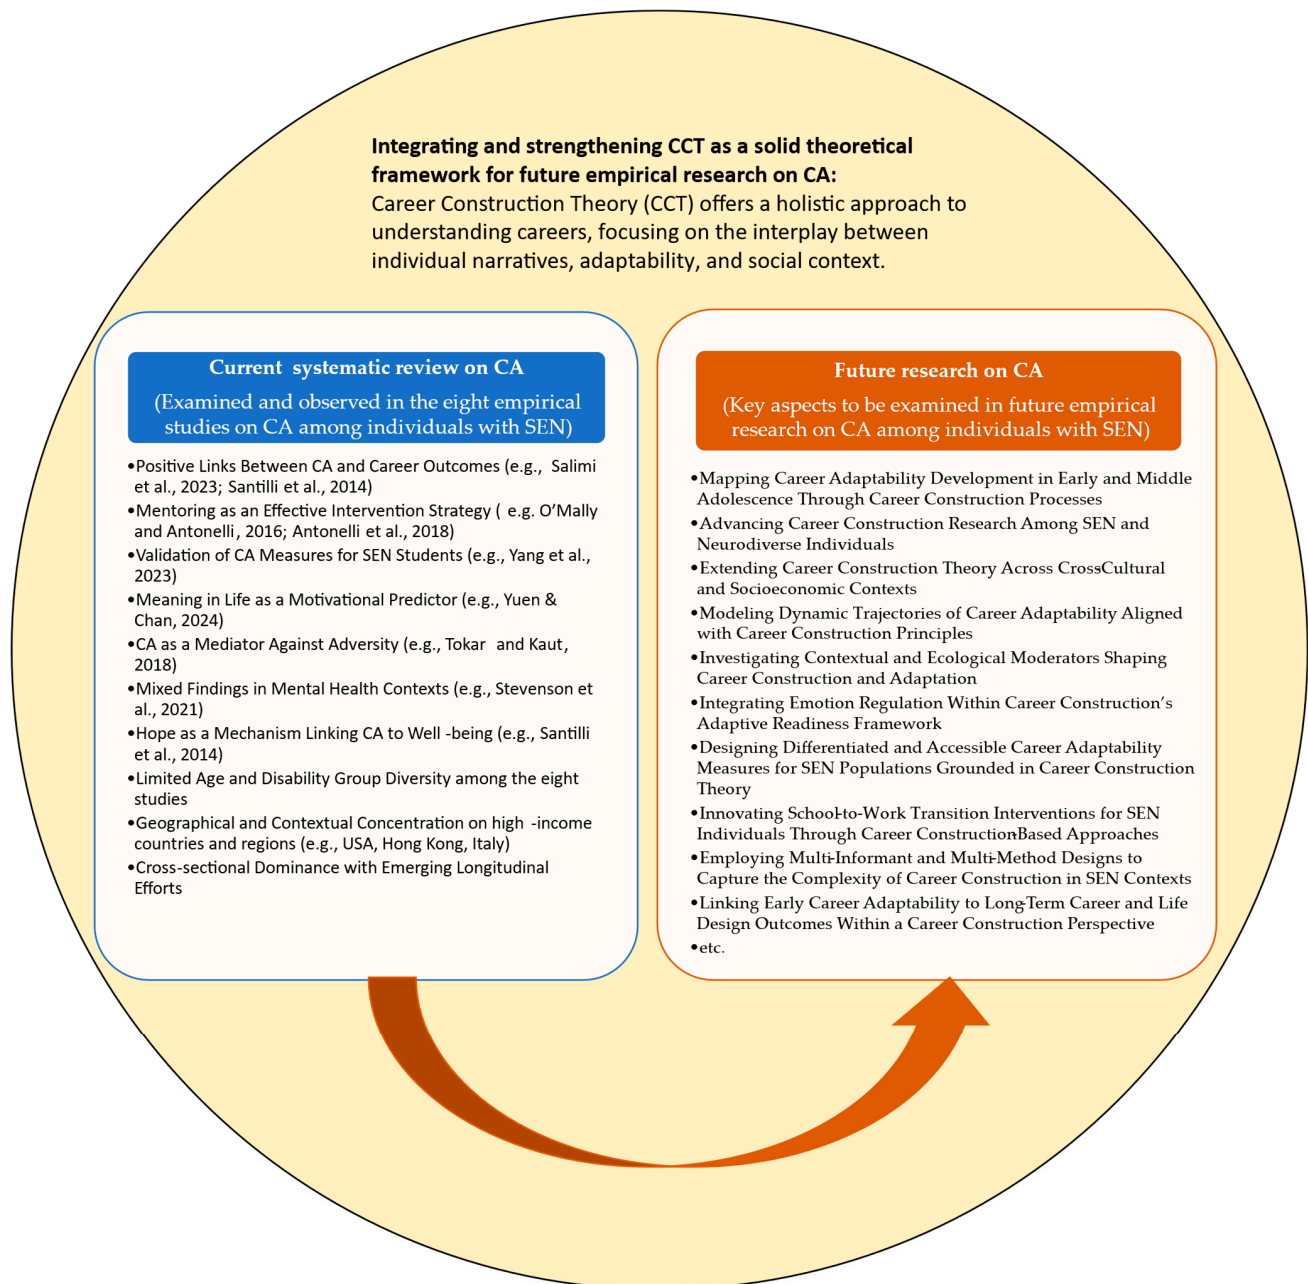 Integrating and strengthening CCT as a solid theoretical
framework for future empirical research on CA:
Career Construction Theory (CCT) offers a holistic approach to
understanding careers, focusing on the interplay between
individual narratives, adaptability, and social context.
Current systematic review on CA
(Examined and observed in the eight empirical
studies on CA among individuals with SEN)
•Positive Links Between CA and Career Outcomes (e.g., Salimi
et al., 2023; Santilli et al., 2014)
•Mentoring as an Effective Intervention Strategy ( e.g. O’Mally
and Antonelli, 2016; Antonelli et al., 2018)
•Validation of CA Measures for SEN Students (e.g., Yang et al.,
2023)
•Meaning in Life as a Motivational Predictor (e.g., Yuen &
Chan, 2024)
•CA as a Mediator Against Adversity (e.g., Tokar and Kaut,
2018)
•Mixed Findings in Mental Health Contexts (e.g., Stevenson et
al., 2021)
•Hope as a Mechanism Linking CA to Well -being (e.g., Santilli
et al., 2014)
•Limited Age and Disability Group Diversity among the eight
studies
•Geographical and Contextual Concentration on high -income
countries and regions (e.g., USA, Hong Kong, Italy)
•Cross-sectional Dominance with Emerging Longitudinal
Efforts
Future research on CA
(Key aspects to be examined in future empirical
research on CA among individuals with SEN)
•Mapping Career Adaptability Development in Early and Middle
Adolescence Through Career Construction Processes
•Advancing Career Construction Research Among SEN and
Neurodiverse Individuals
•Extending Career Construction Theory Across Cross-Cultural
and Socioeconomic Contexts
•Modeling Dynamic Trajectories of Career Adaptability Aligned
with Career Construction Principles
•Investigating Contextual and Ecological Moderators Shaping
Career Construction and Adaptation
•Integrating Emotion Regulation Within Career Construction’s
Adaptive Readiness Framework
•Designing Differentiated and Accessible Career Adaptability
Measures for SEN Populations Grounded in Career Construction
Theory
•Innovating School-to-Work Transition Interventions for SEN
Individuals Through Career Construction-Based Approaches
•Employing Multi-Informant and Multi-Method Designs to
Capture the Complexity of Career Construction in SEN Contexts
•Linking Early Career Adaptability to Long-Term Career and Life
Design Outcomes Within a Career Construction Perspective
•etc.